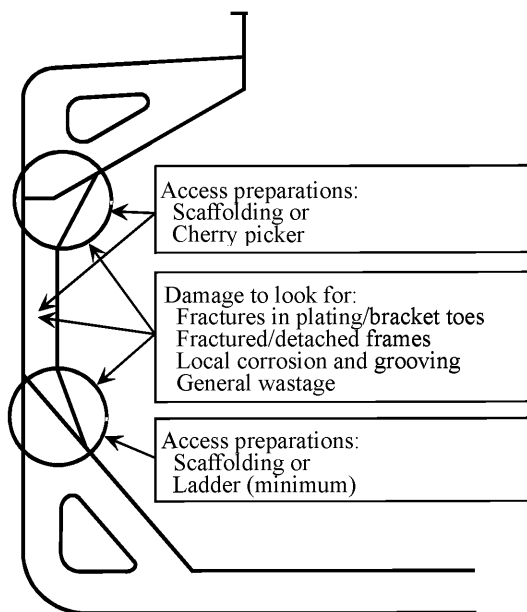 Access preparations:
Scaffolding or
Cherry picker
Damage to look for:
Fractures in plating/bracket toes
Fractured/detached frames
Local corrosion and grooving
General wastage
Access preparations:
Scaffolding or
Ladder (minimum)